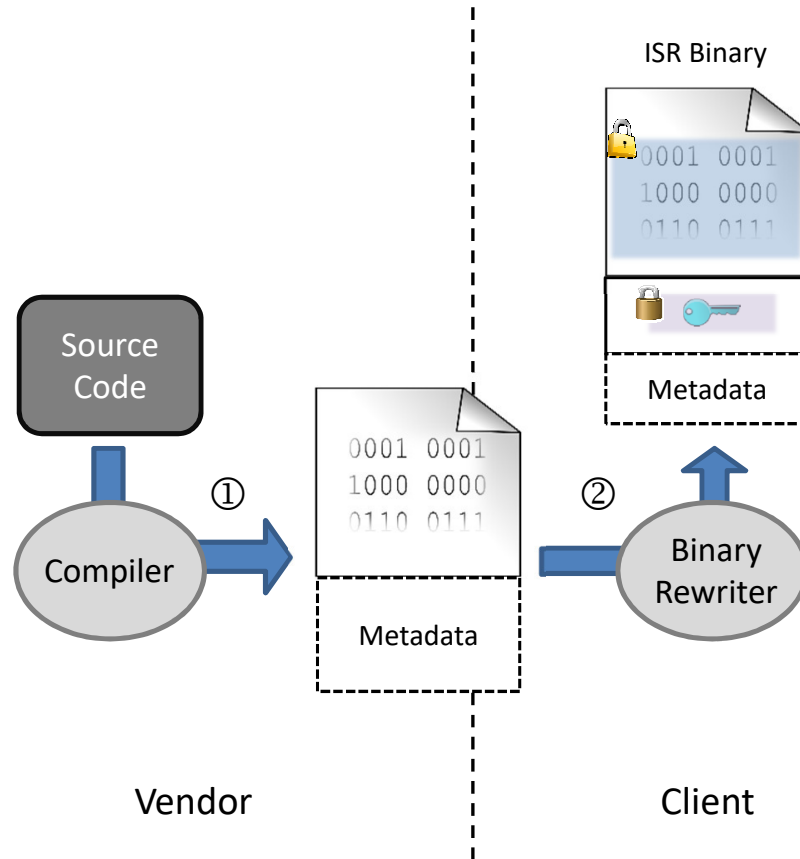 ISR Binary
0001 0001
1000 0000
0110 0111
Metadata
Source
Code
0001 0001
1000 0000
0110 0111
①
②
Compiler
Binary
Rewriter
Metadata
Vendor
Client